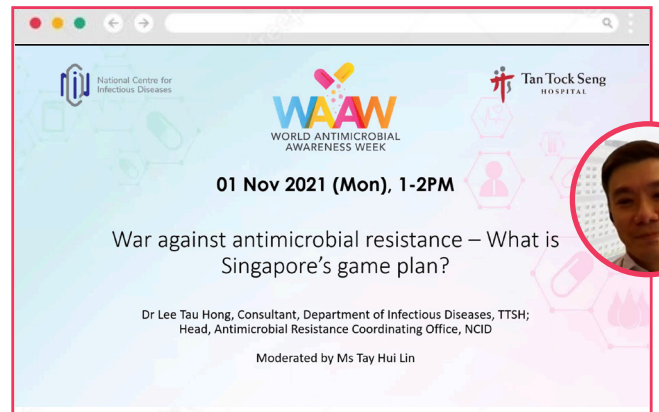 National Centre for
Infectious Diseases
WAAW
WORLD ANTIMICROBIAL
AWARENESS WEEK
Tan Tock Seng
HOSPITAL
01 Nov 2021 (Mon), 1-2PM
War against antimicrobial resistance – What is
Singapore's game plan?
Dr Lee Tau Hong, Consultant, Department of Infectious Diseases, TTSH;
Head, Antimicrobial Resistance Coordinating Office, NCID
Moderated by Ms Tay Hui Lin